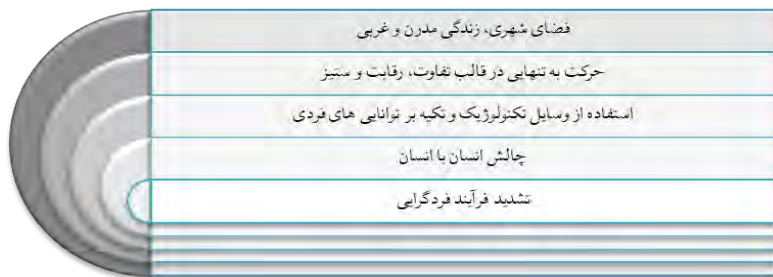 فضای شهری، زندگی مدرن و غربی
حرکت به تنهایی در قالب تفاوت، رقابت و ستیز
استفاده از وسایل تکنولوژیک و تکیه بر توانایی های فردی
چالش انسان با انسان
تشدید فرآیند فردگرایی